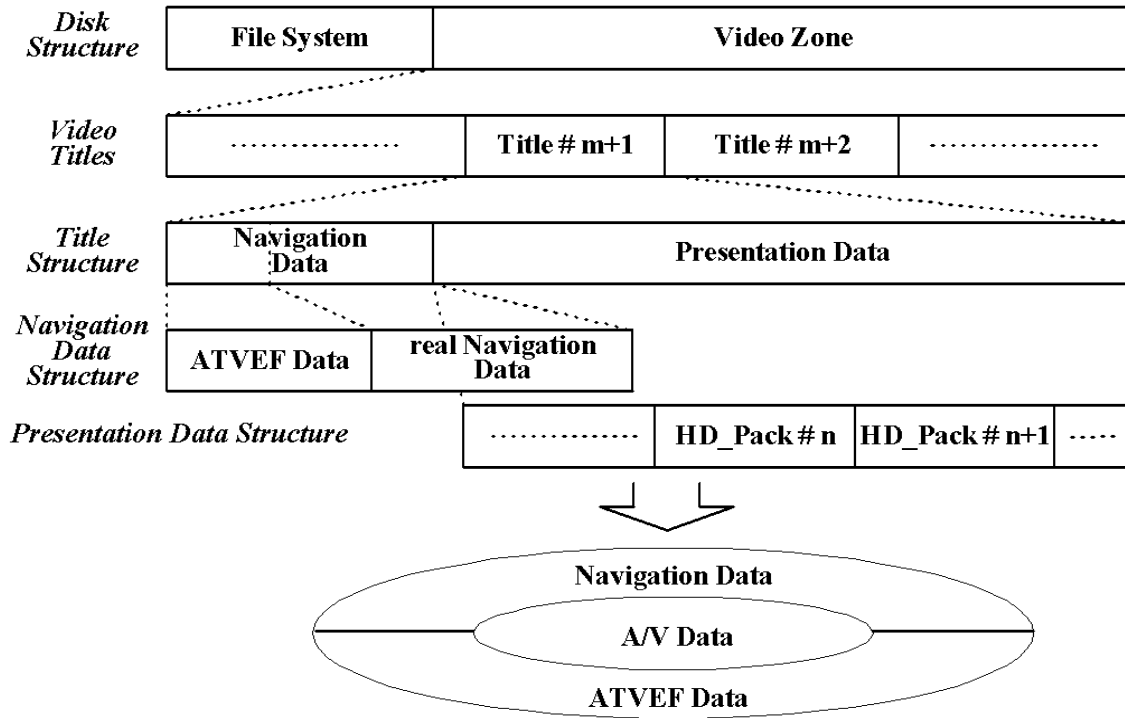 Disk
Structure
File System
Video Zone
Video
Titles
Title # m+1
Title # m+2
Title
Structure
Navigation
Data
Presentation Data
Navigation
Data
Structure
ATVEF Data
real Navigation
Data
Presentation Data Structure
HD_Pack # n
HD_Pack # n+1
Navigation Data
A/V Data
ATVEF Data